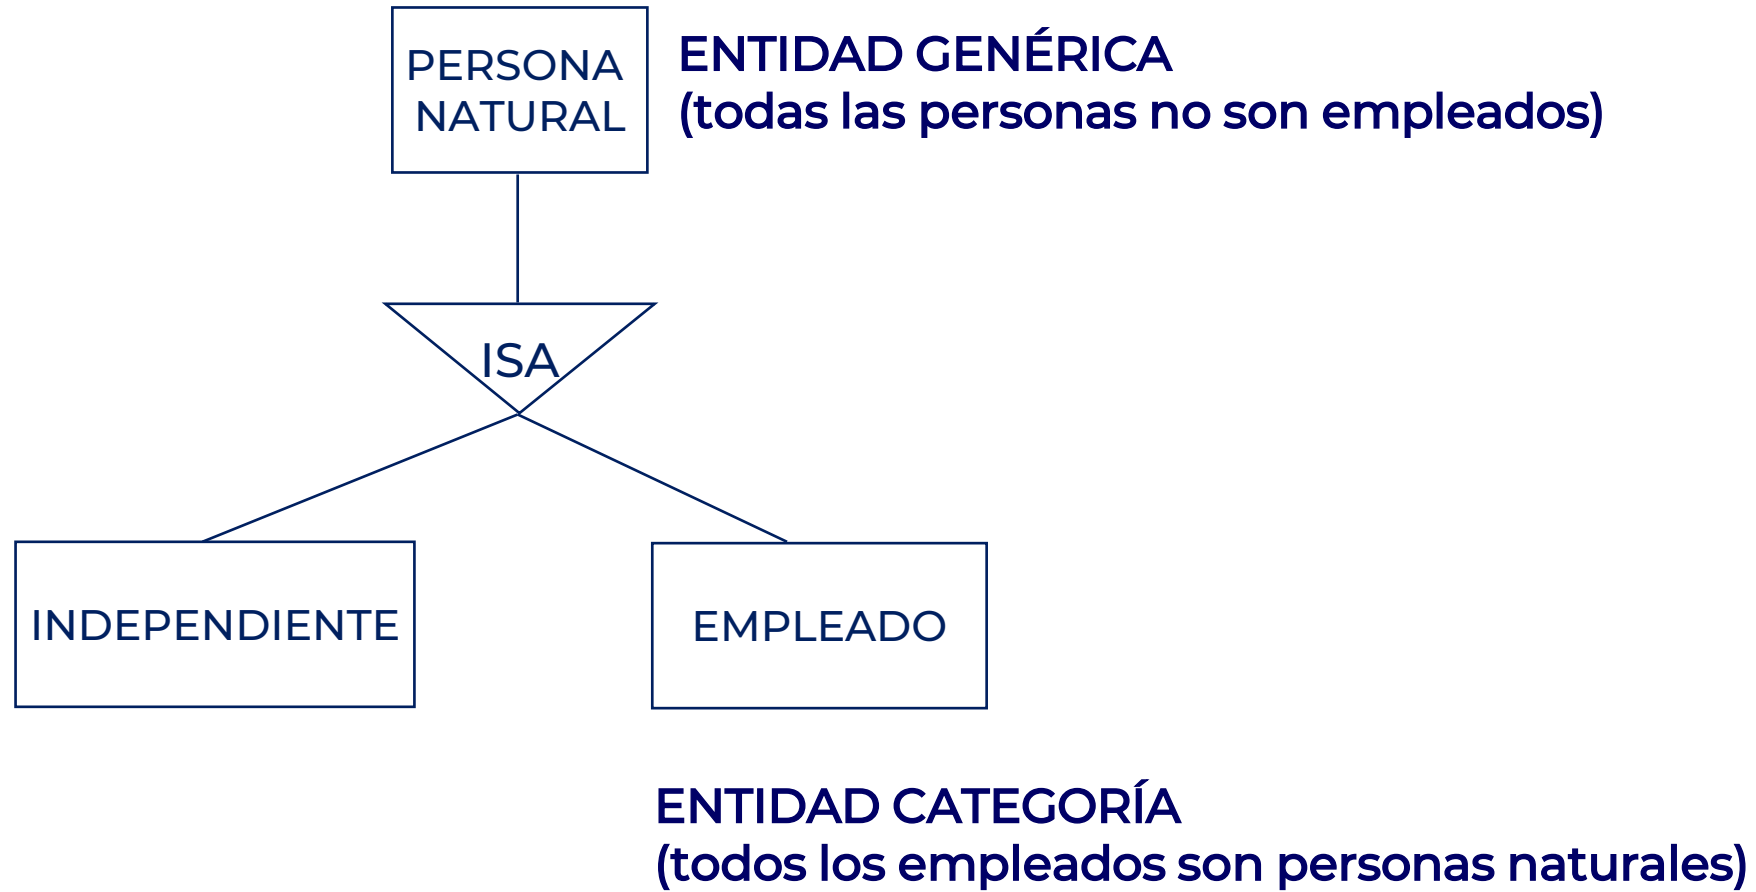 PERSONA
NATURAL
ENTIDAD GENÉRICA
(todas las personas no son empleados)
ISA
INDEPENDIENTE
EMPLEADO
ENTIDAD CATEGORÍA
(todos los empleados son personas naturales)